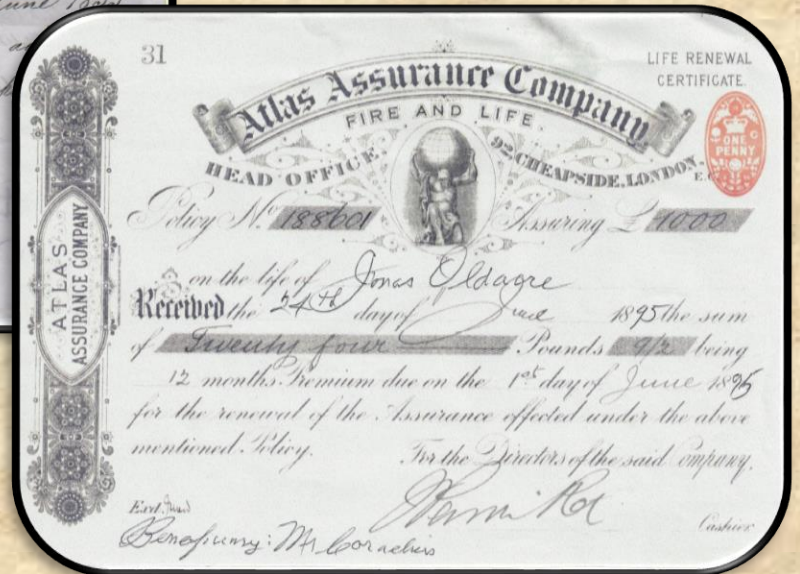 une
31
LIFE RENEWAL
CERTIFICATE.
Atlas Assurance Company
FIRE AND LIFE.
HEAD OFFICE, 92, CHEAPSIDE, LONDON, E.C
ONE
PENNY
Policy No. 188601 Assuring £ 1000
on the life of Jonas Oldacre
Received the 24th day of June 1895 the sum
of Twenty four Pounds 9/2 being
12 months Premium due on the 1st day of June 1895
for the renewal of the Assurance effected under the above
mentioned Policy. For the Directors of the said Company.
Exd.
Cashier
Beneficiary: Mr Cornelius
ATLAS
ASSURANCE COMPANY